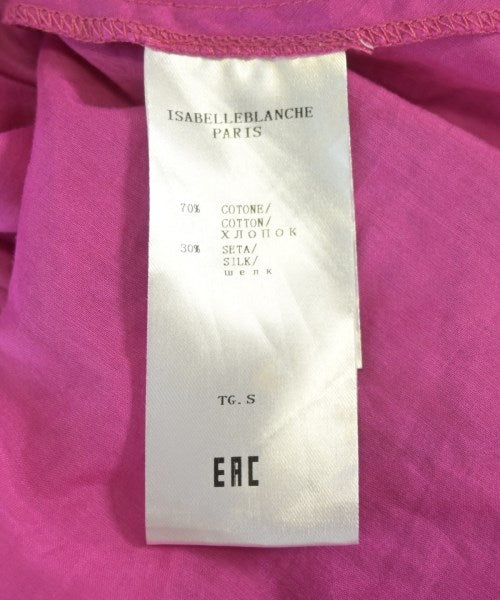 ISABELLEBLANCHE
PARIS
70% COTONE/
COTTON/
ХЛОПОК
30% SETA/
SILK/
шелк
TG. S
EAC